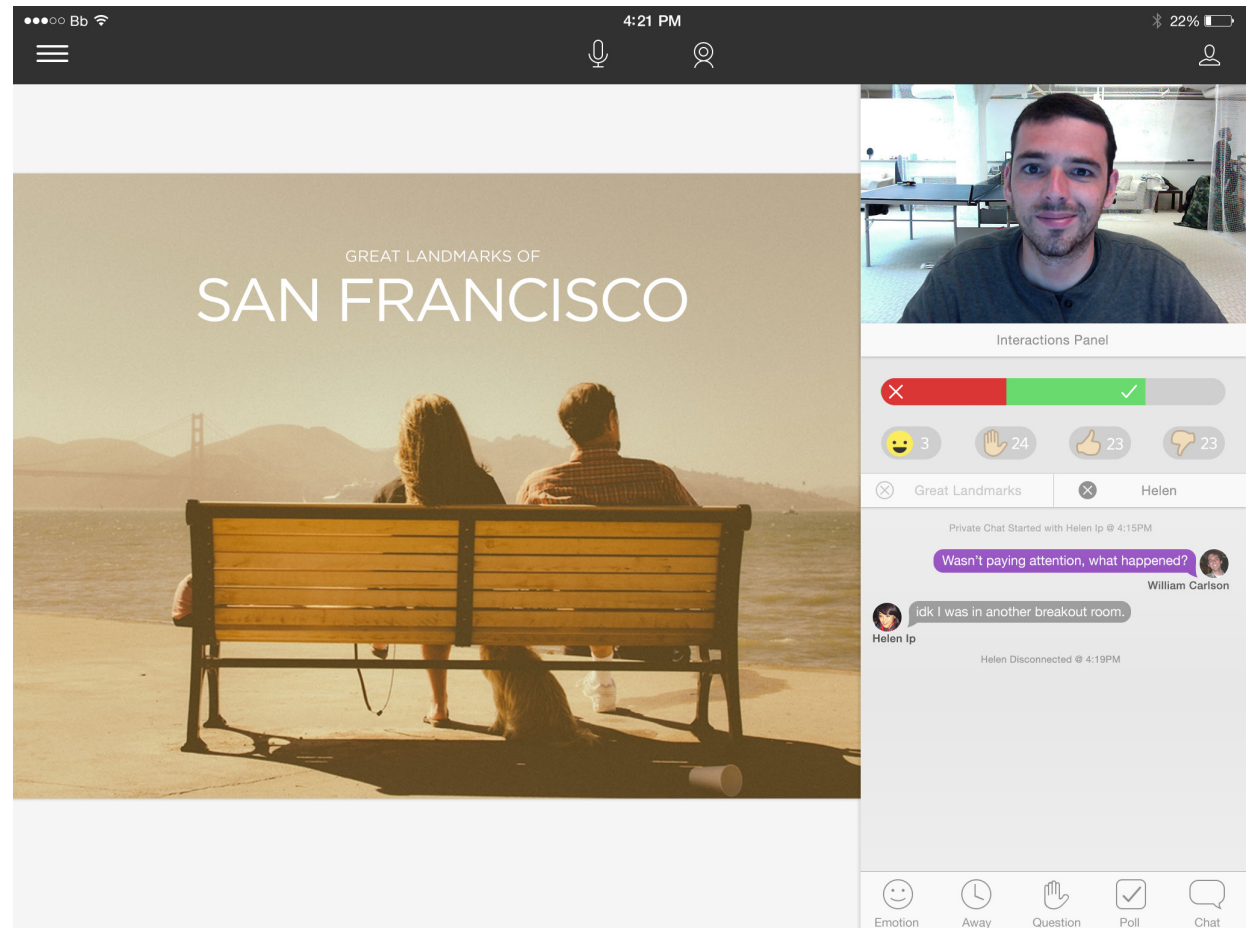 Bb
4:21 PM
22%
GREAT LANDMARKS OF
SAN FRANCISCO
Interactions Panel
3
24
23
23
Great Landmarks
Helen
Private Chat Started with Helen Ip @ 4:15PM
Wasn't paying attention, what happened?
William Carlson
idk I was in another breakout room.
Helen Ip
Helen Disconnected @ 4:19PM
Emotion
Away
Question
Poll
Chat